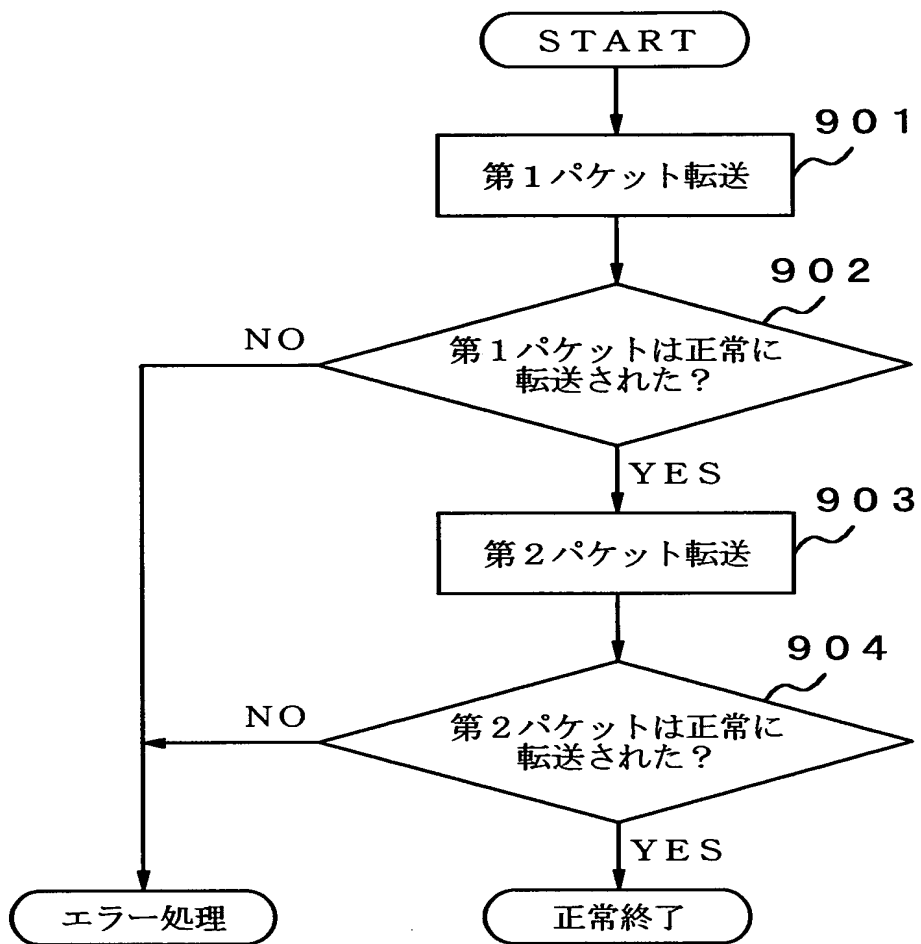 ＳＴＡＲＴ
９０１
第１パケット転送
９０２
ＮＯ
第１パケットは正常に
転送された？
ＹＥＳ
９０３
第２パケット転送
９０４
ＮＯ
第２パケットは正常に
転送された？
ＹＥＳ
エラー処理
正常終了